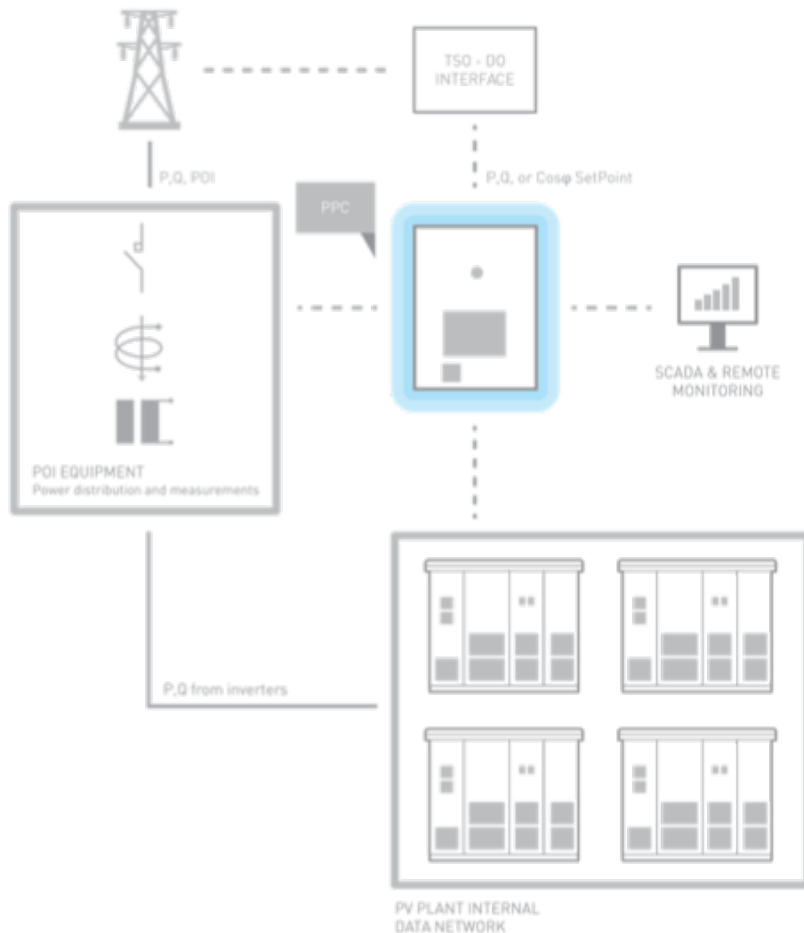 TSO - DO
INTERFACE
P,Q, POI
P,Q, or Cosφ SetPoint
PPC
SCADA & REMOTE
MONITORING
POI EQUIPMENT
Power distribution and measurements
P,Q from inverters
PV PLANT INTERNAL
DATA NETWORK